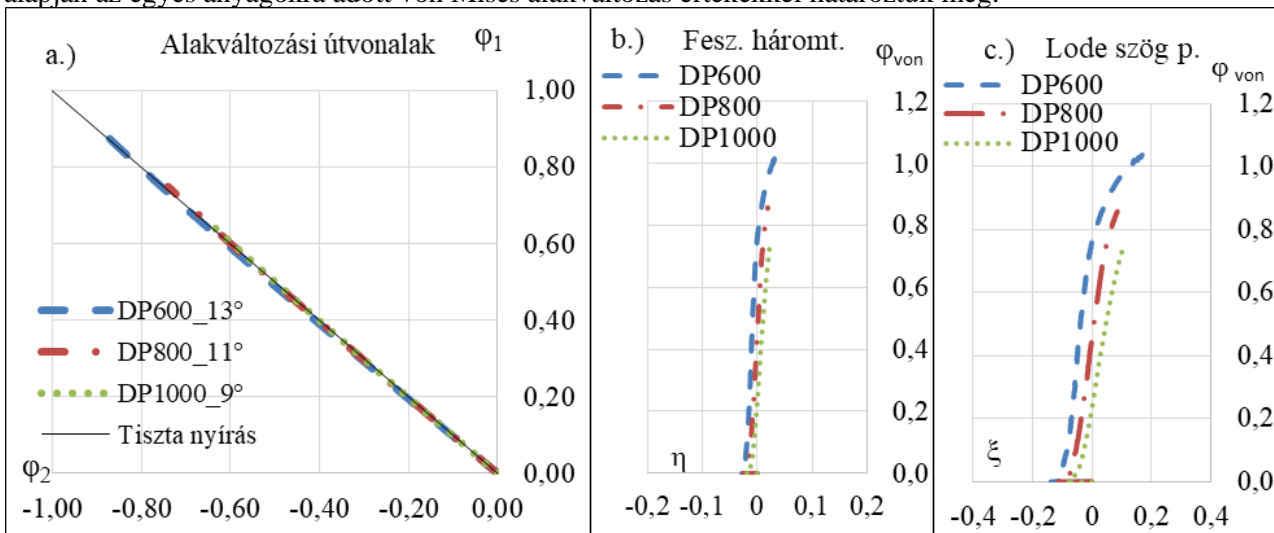 alapján az egyes anyagokra adott von Mises alakváltozás értékekkel határoztuk meg.
a.) Alakváltozási útvonalak φ1
1,00
0,80
0,60
0,40
0,20
0,00
DP600_13°
DP800_11°
DP1000_9°
Tiszta nyírás
φ2
-1,00 -0,80 -0,60 -0,40 -0,20 0,00
b.) Fesz. háromt. φvon
DP600
DP800
DP1000
1,2
1,0
0,8
0,6
0,4
0,2
0,0
η
-0,2 -0,1 0 0,1 0,2
c.) Lode szög p. φ von
DP600
DP800
DP1000
1,2
1,0
0,8
0,6
0,4
0,2
0,0
ξ
-0,4 -0,2 0 0,2 0,4